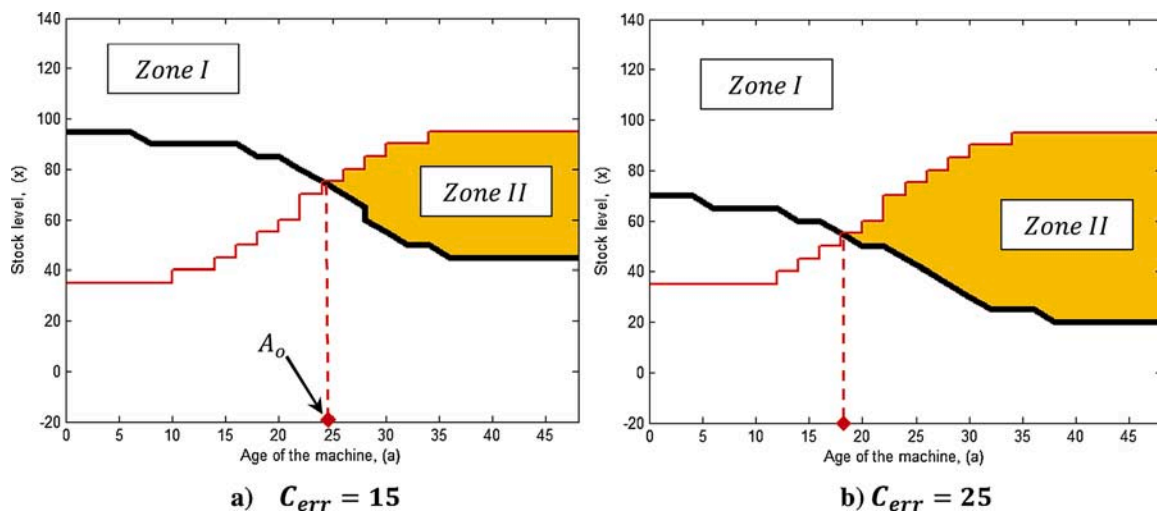 140
120
100
80
60
40
20
0
-20
Stock level, (x)
Zone I
Zone II
A_o
0 5 10 15 20 25 30 35 40 45
Age of the machine, (a)
a) C_err = 15
140
120
100
80
60
40
20
0
-20
Stock level, (x)
Zone I
Zone II
0 5 10 15 20 25 30 35 40 45
Age of the machine, (a)
b) C_err = 25